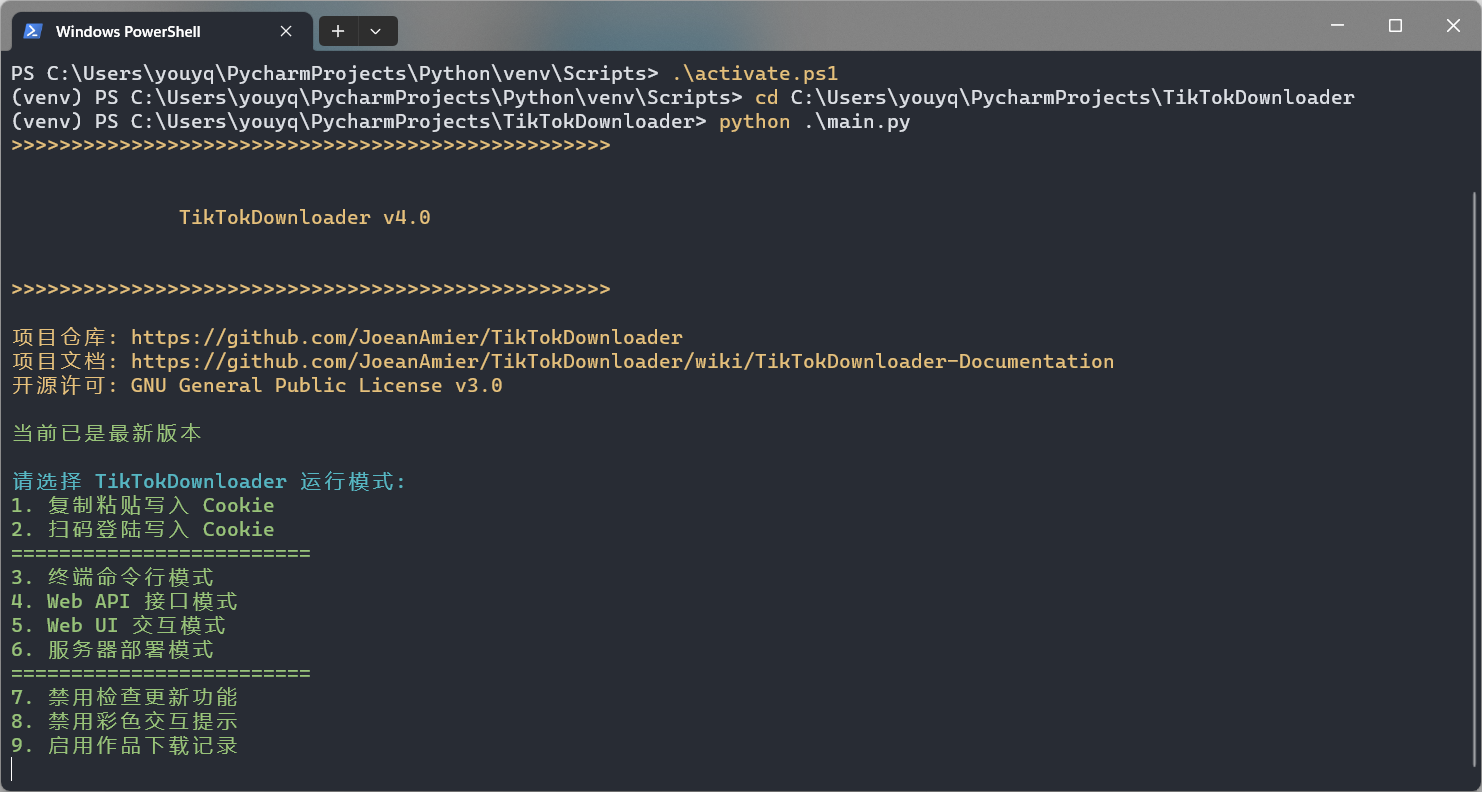 Windows PowerShell
PS C:\Users\youyq\PycharmProjects\Python\venv\Scripts> .\activate.ps1
(venv) PS C:\Users\youyq\PycharmProjects\Python\venv\Scripts> cd C:\Users\youyq\PycharmProjects\TikTokDownloader
(venv) PS C:\Users\youyq\PycharmProjects\TikTokDownloader> python .\main.py
>>>>>>>>>>>>>>>>>>>>>>>>>>>>>>>>>>>>>>>>>>>>>>>>>>
TikTokDownloader v4.0
>>>>>>>>>>>>>>>>>>>>>>>>>>>>>>>>>>>>>>>>>>>>>>>>>>
项目仓库: https://github.com/JoeanAmier/TikTokDownloader
项目文档: https://github.com/JoeanAmier/TikTokDownloader/wiki/TikTokDownloader-Documentation
开源许可: GNU General Public License v3.0
当前已是最新版本
请选择 TikTokDownloader 运行模式:
1. 复制粘贴写入 Cookie
2. 扫码登陆写入 Cookie
=========================
3. 终端命令行模式
4. Web API 接口模式
5. Web UI 交互模式
6. 服务器部署模式
=========================
7. 禁用检查更新功能
8. 禁用彩色交互提示
9. 启用作品下载记录